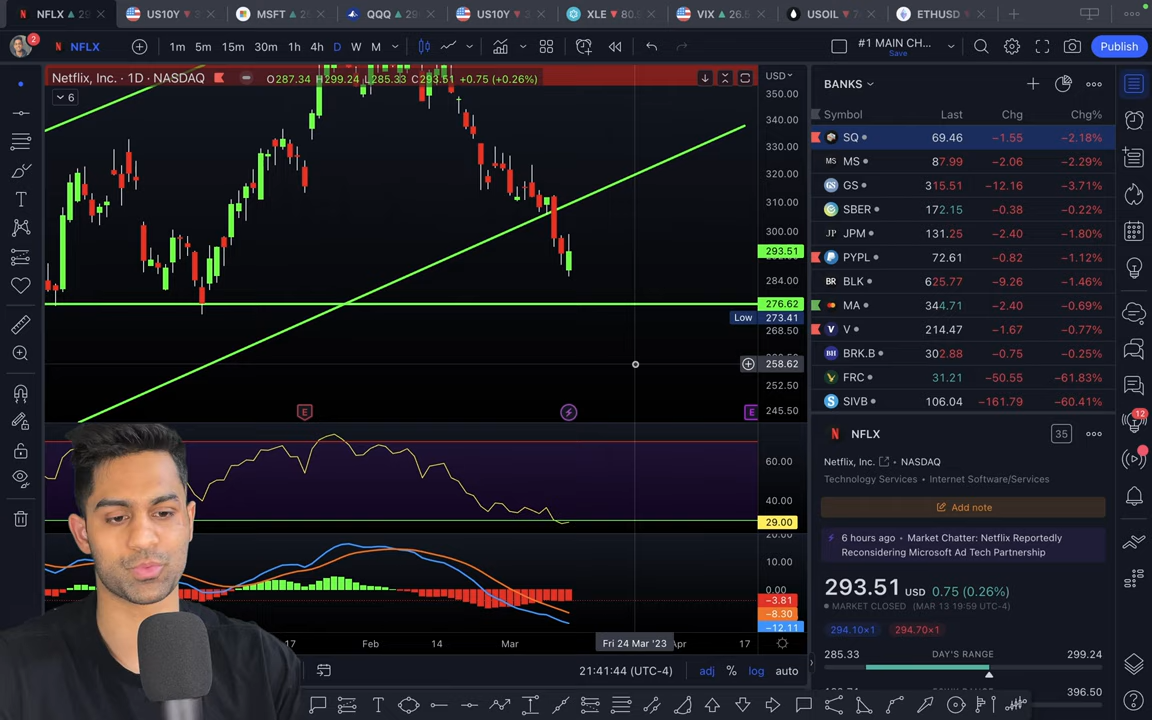 NFLX
US10Y
MSFT
QQQ
US10Y
XLE
VIX
USOIL
ETHUSD
2
NFLX
1m 5m 15m 30m 1h 4h D W M
#1 MAIN CH...
Save
Publish
Netflix, Inc. · 1D · NASDAQ
O287.34 H299.24 L285.33 C293.51 +0.75 (+0.26%)
USD
6
350.00
340.00
330.00
320.00
310.00
300.00
293.51
284.00
276.62
Low 273.41
268.50
258.62
252.50
245.50
E
E
60.00
40.00
29.00
20.00
10.00
0.00
−3.81
−8.30
−12.11
17 Feb 14 Mar Fri 24 Mar '23 Apr 17
21:41:44 (UTC-4) adj % log auto
BANKS
Symbol Last Chg Chg%
SQ 69.46 −1.55 −2.18%
MS 87.99 −2.06 −2.29%
GS 315.51 −12.16 −3.71%
SBER 172.15 −0.38 −0.22%
JPM 131.25 −2.40 −1.80%
PYPL 72.61 −0.82 −1.12%
BLK 625.77 −9.26 −1.46%
MA 344.71 −2.40 −0.69%
V 214.47 −1.67 −0.77%
BRK.B 302.88 −0.75 −0.25%
FRC 31.21 −50.55 −61.83%
SIVB 106.04 −161.79 −60.41%
12
NFLX 35
Netflix, Inc. • NASDAQ
Technology Services • Internet Software/Services
Add note
6 hours ago • Market Chatter: Netflix Reportedly
Reconsidering Microsoft Ad Tech Partnership
293.51 USD 0.75 (0.26%)
MARKET CLOSED (MAR 13 19:59 UTC-4)
294.10×1 294.70×1
285.33 DAY'S RANGE 299.24
396.50